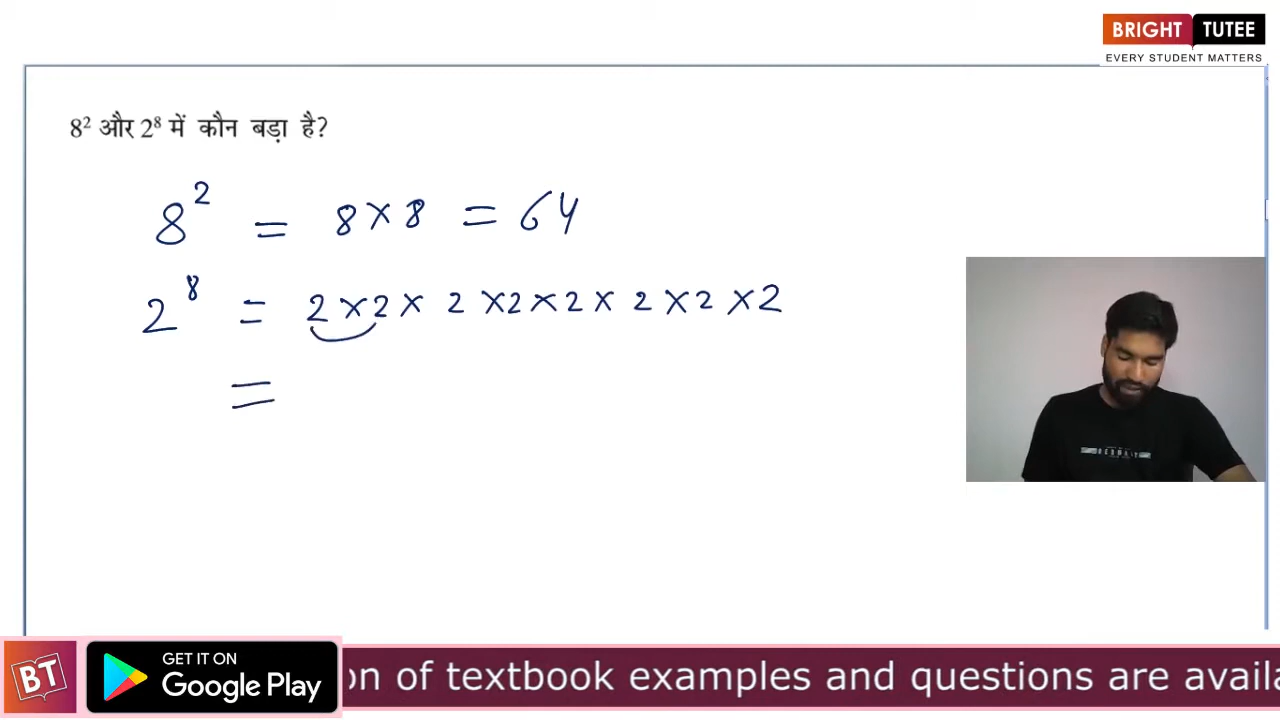 BRIGHT TUTEE
EVERY STUDENT MATTERS
8² और 2⁸ में कौन बड़ा है?
8² = 8 × 8 = 64
2⁸ = 2 × 2 × 2 × 2 × 2 × 2 × 2 × 2
=
BT
GET IT ON
Google Play
on of textbook examples and questions are availa